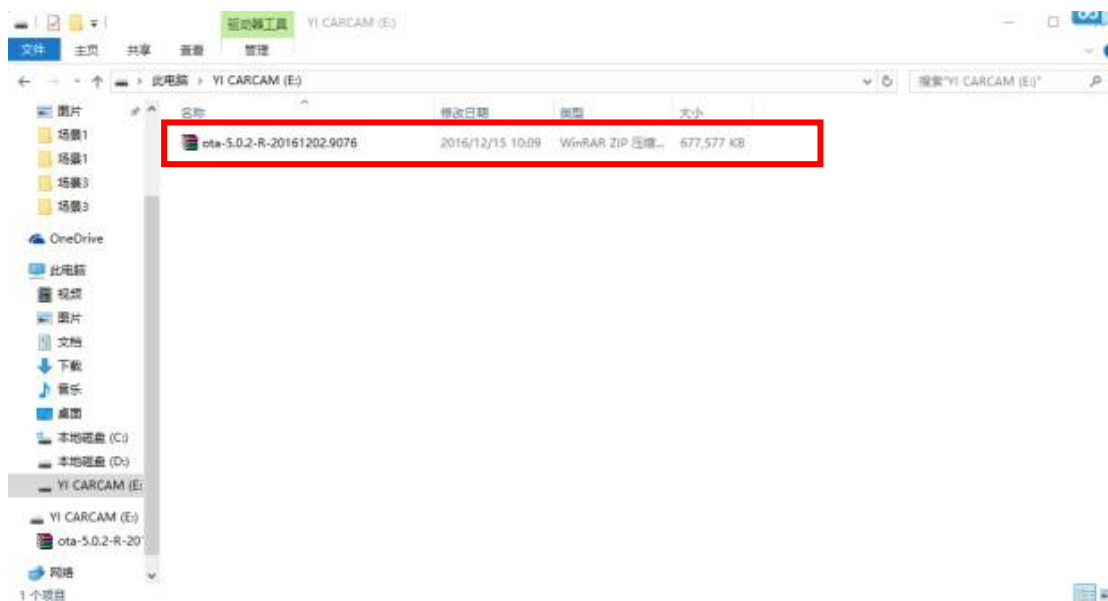 驱动器工具 YI CARCAM (E:)
文件 主页 共享 查看 管理
此电脑 › YI CARCAM (E:) 搜索"YI CARCAM (E:)"
名称 修改日期 类型 大小
ota-5.0.2-R-20161202.9076 2016/12/15 10:09 WinRAR ZIP 压缩... 677,577 KB
图片
场景1
场景1
场景3
场景3
OneDrive
此电脑
视频
图片
文档
下载
音乐
桌面
本地磁盘 (C:)
本地磁盘 (D:)
YI CARCAM (E:
YI CARCAM (E:)
ota-5.0.2-R-20
网络
1 个项目